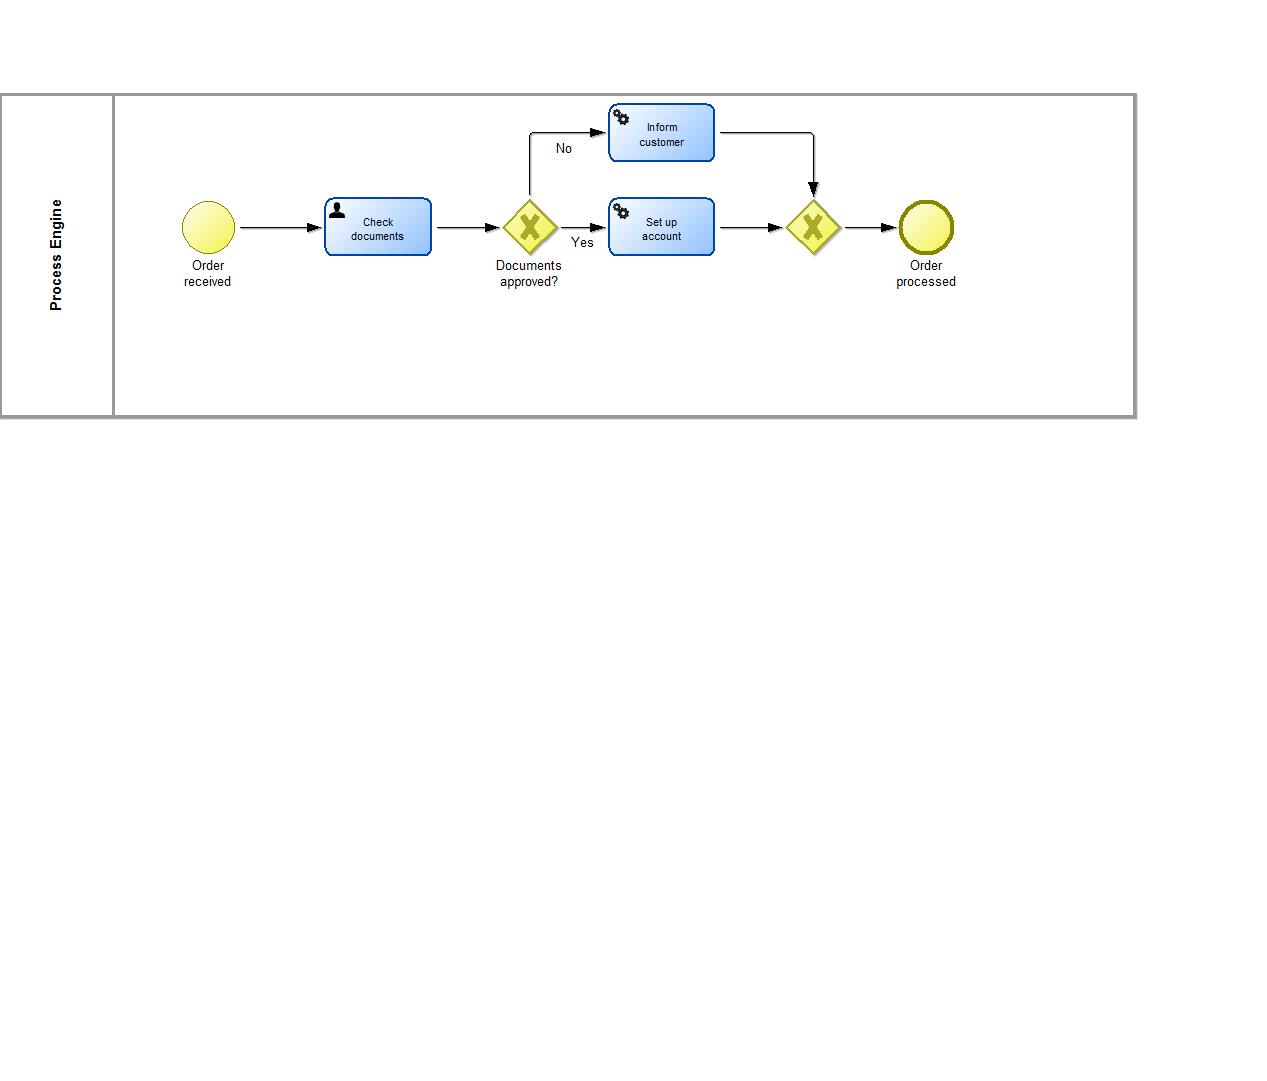 Process Engine
Order
received
Check
documents
Documents
approved?
No
Inform
customer
Yes
Set up
account
Order
processed